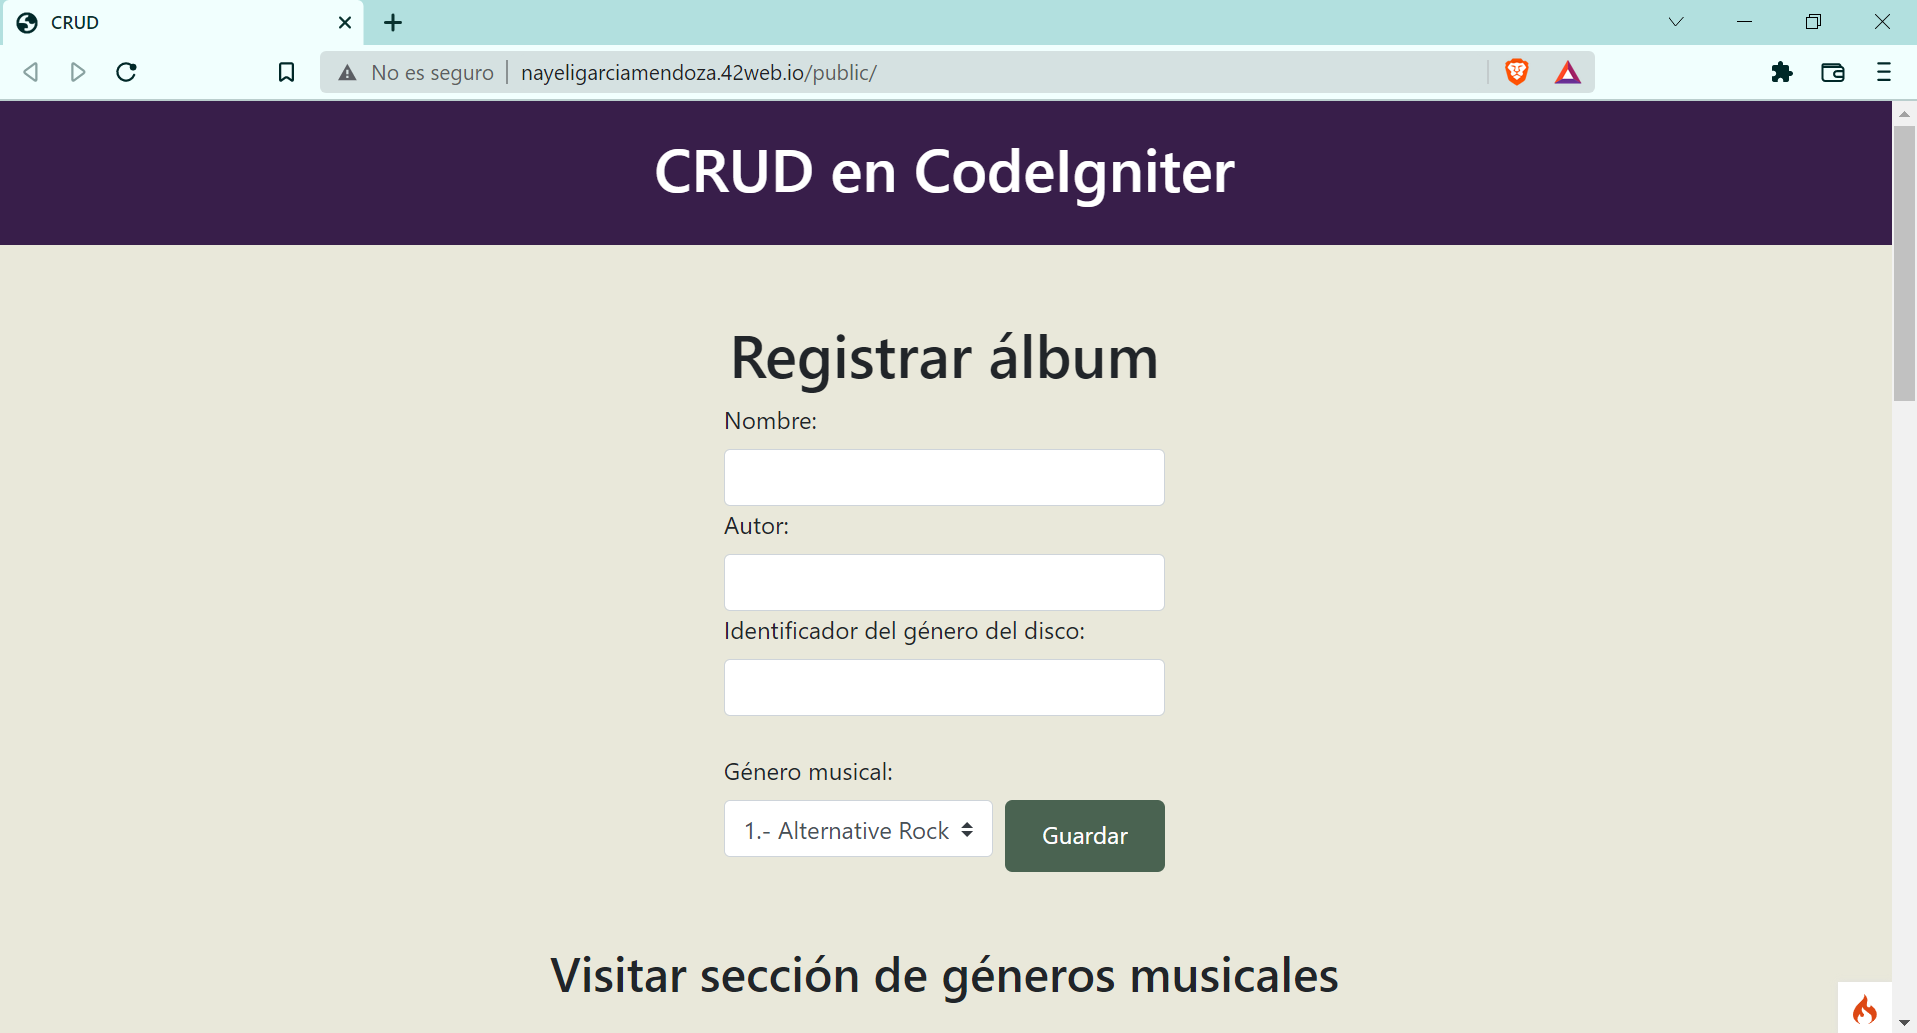 CRUD
No es seguro nayeligarciamendoza.42web.io/public/
CRUD en CodeIgniter
Registrar álbum
Nombre:
Autor:
Identificador del género del disco:
Género musical:
1.- Alternative Rock Guardar
Visitar sección de géneros musicales